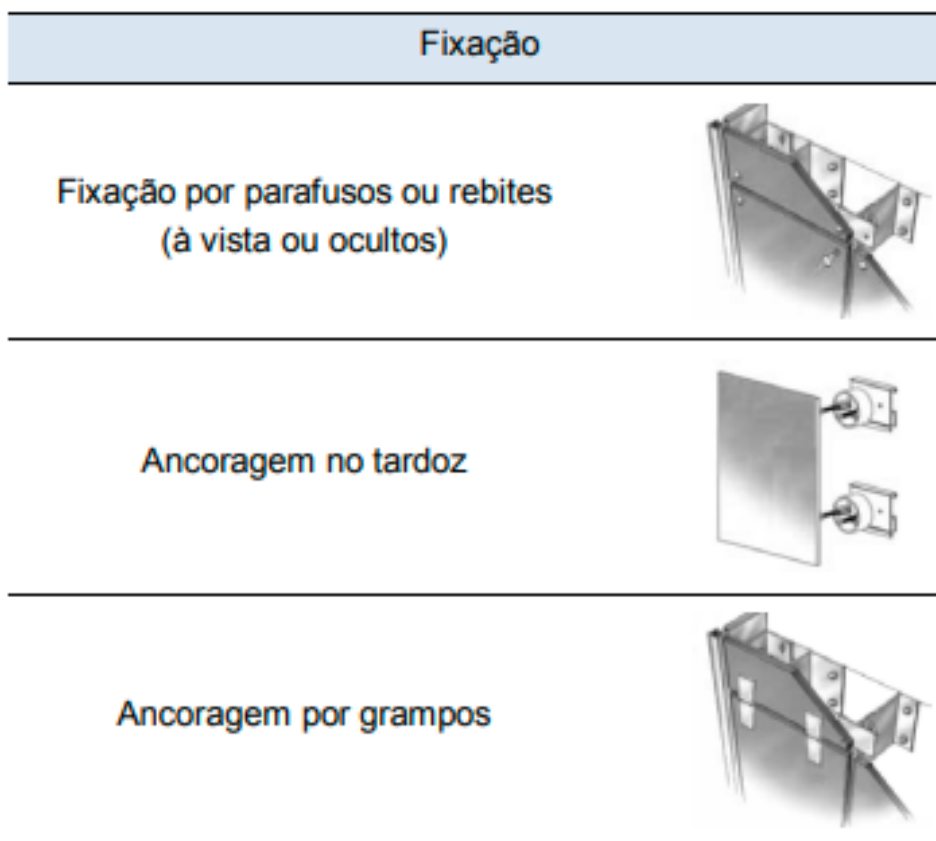 Fixação
Fixação por parafusos ou rebites
(à vista ou ocultos)
Ancoragem no tardoz
Ancoragem por grampos